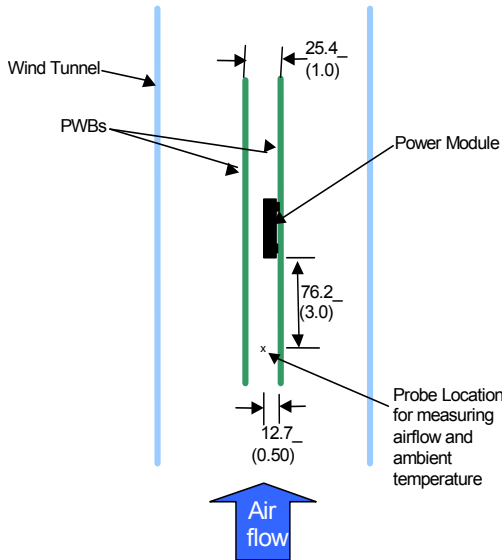 25.4_
(1.0)
Wind Tunnel
PWBs
Power Module
76.2_
(3.0)
x
Probe Location
for measuring
airflow and
ambient
temperature
12.7_
(0.50)
Air
flow